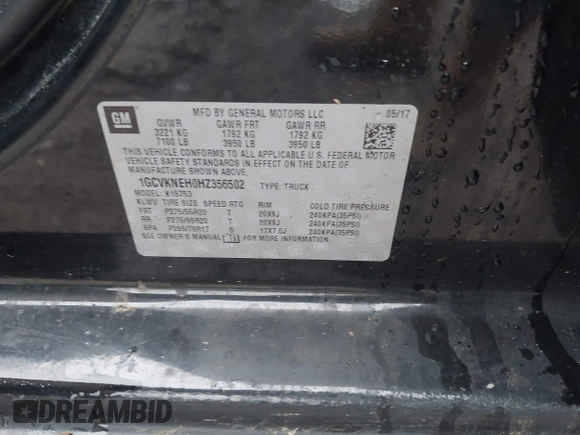 GM
MFD BY GENERAL MOTORS LLC 05/17
GVWR GAWR FRT GAWR RR
3221 KG 1792 KG 1792 KG
7100 LB 3950 LB 3950 LB
THIS VEHICLE CONFORMS TO ALL APPLICABLE U.S. FEDERAL MOTOR
VEHICLE SAFETY STANDARDS IN EFFECT ON THE DATE OF
MANUFACTURE SHOWN ABOVE.
1GCVKNEH0HZ356502 TYPE: TRUCK
MODEL: K15753
KLMV TIRE SIZE SPEED RTG RIM COLD TIRE PRESSURE
FRT P275/55R20 T 20X9J 240KPA(35PSI)
RR P275/55R20 T 20X9J 240KPA(35PSI)
SPA P265/70R17 S 17X7.5J 240KPA(35PSI)
SEE OWNER'S MANUAL
DREAMBID